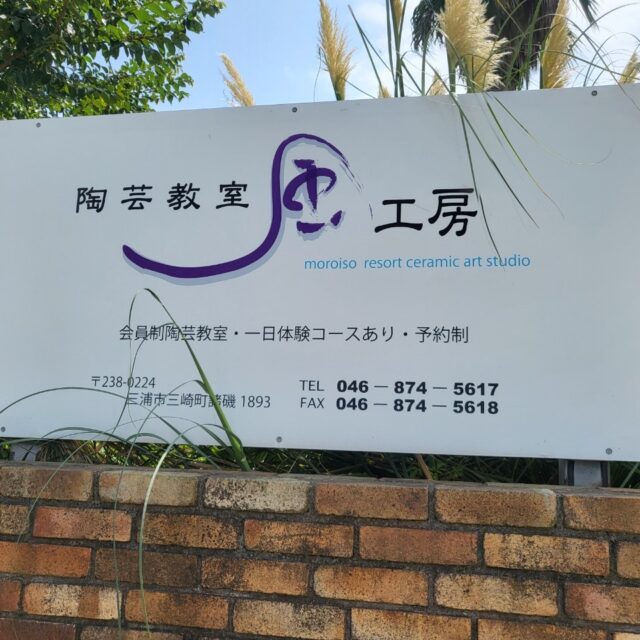 陶芸教室 風 工房
moroiso resort ceramic art studio
会員制陶芸教室・一日体験コースあり・予約制
〒238-0224
三浦市三崎町諸磯 1893
TEL 046－874－5617
FAX 046－874－5618